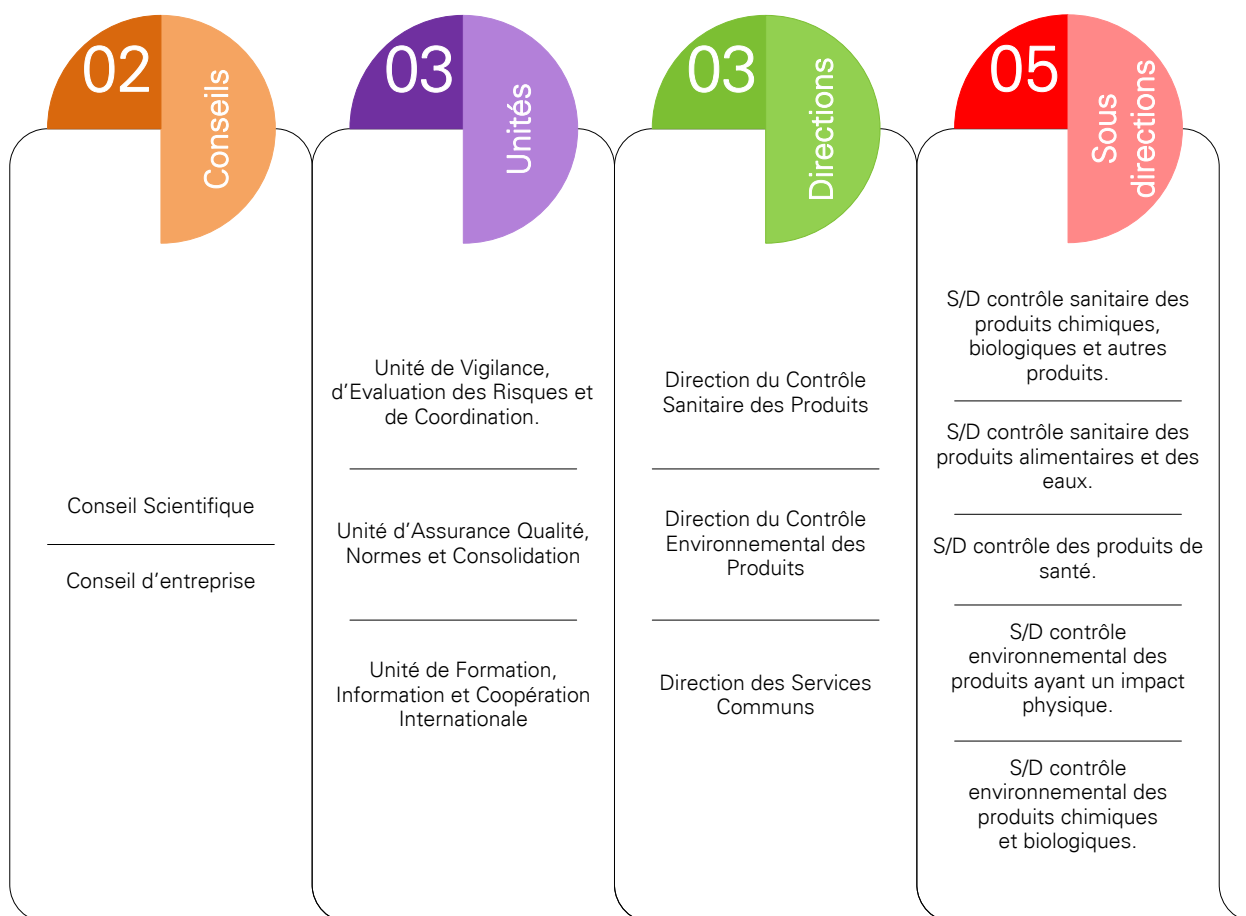 02
Conseils
Conseil Scientifique
Conseil d’entreprise
03
Unités
Unité de Vigilance,
d’Evaluation des Risques et
de Coordination.
Unité d’Assurance Qualité,
Normes et Consolidation
Unité de Formation,
Information et Coopération
Internationale
03
Directions
Direction du Contrôle
Sanitaire des Produits
Direction du Contrôle
Environnemental des
Produits
Direction des Services
Communs
05
Sous
directions
S/D contrôle sanitaire des
produits chimiques,
biologiques et autres
produits.
S/D contrôle sanitaire des
produits alimentaires et des
eaux.
S/D contrôle des produits de
santé.
S/D contrôle
environnemental des
produits ayant un impact
physique.
S/D contrôle
environnemental des
produits chimiques
et biologiques.